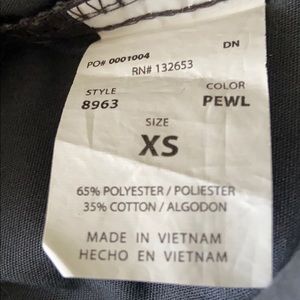 DN
PO# 0001004
RN# 132653
STYLE COLOR
8963 PEWL
SIZE
XS
65% POLYESTER / POLIESTER
35% COTTON / ALGODON
MADE IN VIETNAM
HECHO EN VIETNAM